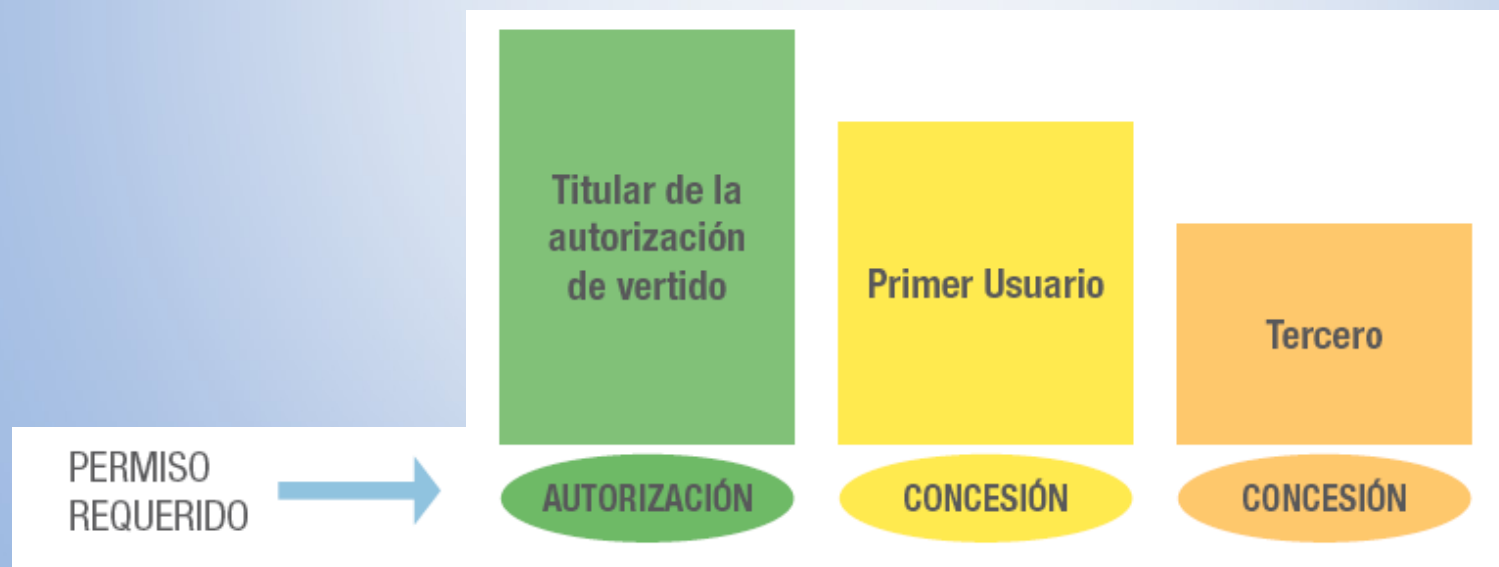 Titular de la
autorización
de vertido
Primer Usuario
Tercero
PERMISO
REQUERIDO
AUTORIZACIÓN
CONCESIÓN
CONCESIÓN